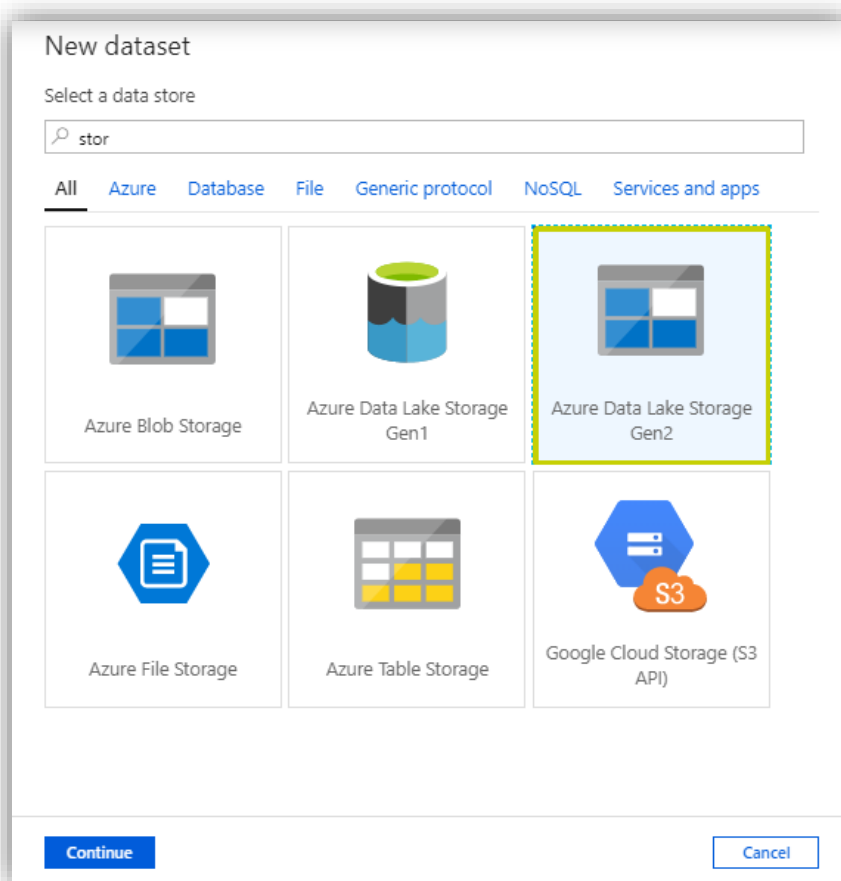 New dataset
Select a data store
stor
All Azure Database File Generic protocol NoSQL Services and apps
Azure Blob Storage
Azure Data Lake Storage
Gen1
Azure Data Lake Storage
Gen2
Azure File Storage
Azure Table Storage
S3
Google Cloud Storage (S3
API)
Continue Cancel